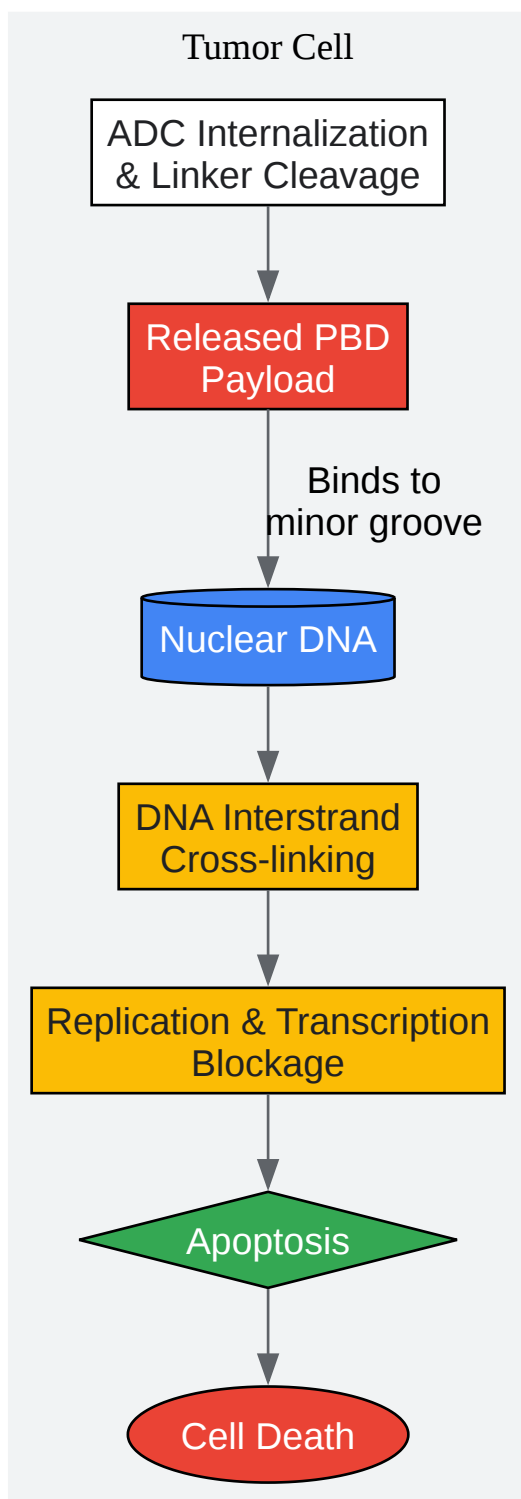 Tumor Cell
ADC Internalization
& Linker Cleavage
Released PBD
Payload
Binds to
minor groove
Nuclear DNA
DNA Interstrand
Cross-linking
Replication & Transcription
Blockage
Apoptosis
Cell Death